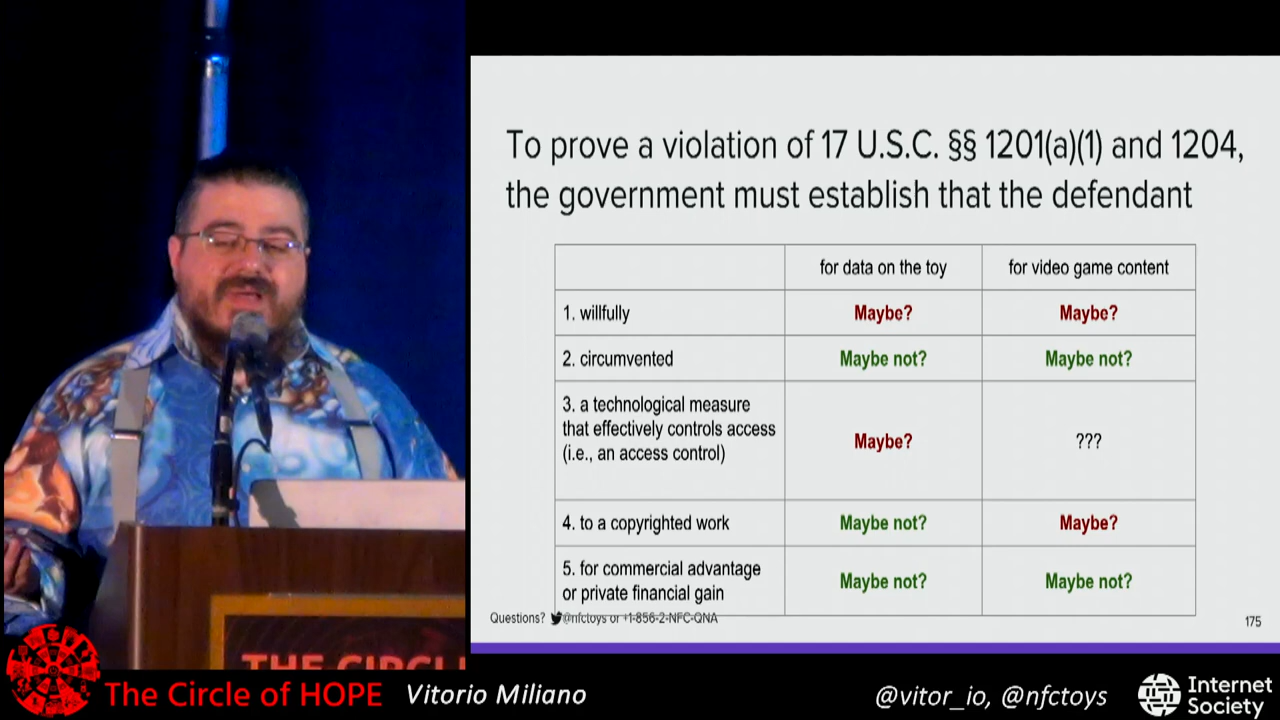 To prove a violation of 17 U.S.C. §§ 1201(a)(1) and 1204,
the government must establish that the defendant
for data on the toy
for video game content
1. willfully
Maybe?
Maybe?
2. circumvented
Maybe not?
Maybe not?
3. a technological measure
that effectively controls access
(i.e., an access control)
Maybe?
???
4. to a copyrighted work
Maybe not?
Maybe?
5. for commercial advantage
or private financial gain
Maybe not?
Maybe not?
Questions? @nfctoys or +1-856-2-NFC-QNA
175
THE CIRCL
The Circle of HOPE
Vitorio Miliano
@vitor_io, @nfctoys
Internet
Society